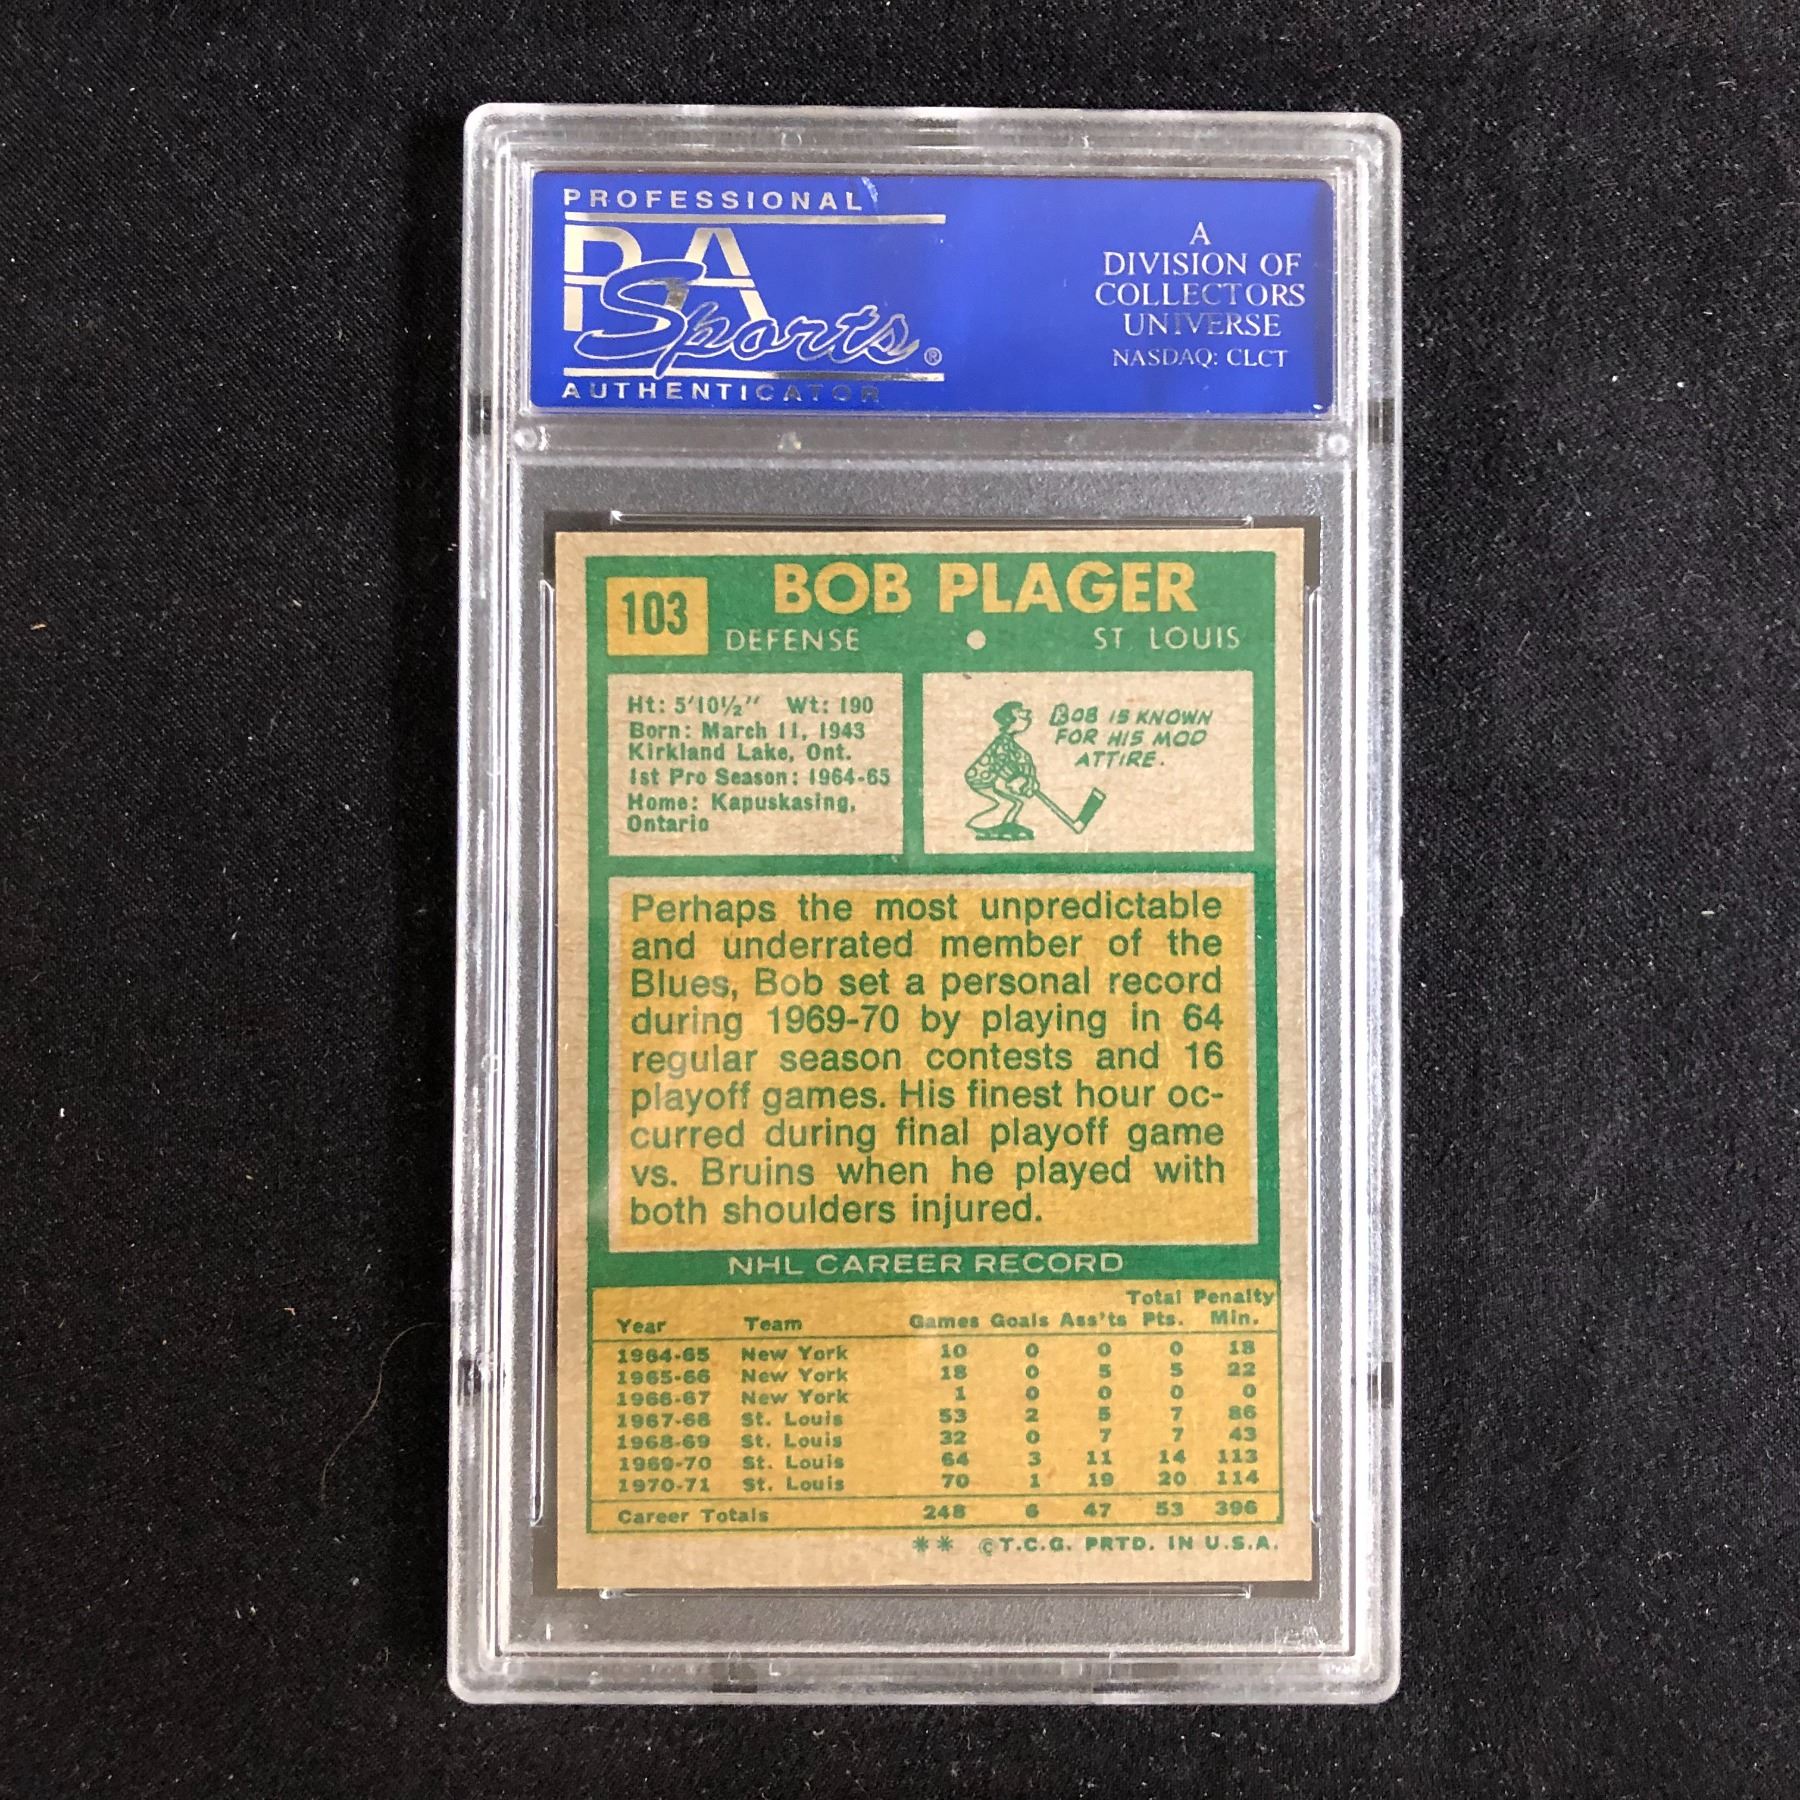 PROFESSIONAL
PSA
Sports®
AUTHENTICATOR
A
DIVISION OF
COLLECTORS
UNIVERSE
NASDAQ: CLCT
103
BOB PLAGER
DEFENSE • ST. LOUIS
Ht: 5'10½" Wt: 190
Born: March 11, 1943
Kirkland Lake, Ont.
1st Pro Season: 1964-65
Home: Kapuskasing,
Ontario
BOB IS KNOWN
FOR HIS MOD
ATTIRE.
Perhaps the most unpredictable
and underrated member of the
Blues, Bob set a personal record
during 1969-70 by playing in 64
regular season contests and 16
playoff games. His finest hour oc-
curred during final playoff game
vs. Bruins when he played with
both shoulders injured.
NHL CAREER RECORD
Total Penalty
Year Team Games Goals Ass'ts Pts. Min.
1964-65 New York 10 0 0 0 18
1965-66 New York 18 0 5 5 22
1966-67 New York 1 0 0 0 0
1967-68 St. Louis 53 2 5 7 86
1968-69 St. Louis 32 0 7 7 43
1969-70 St. Louis 64 3 11 14 113
1970-71 St. Louis 70 1 19 20 114
Career Totals 248 6 47 53 396
** ©T.C.G. PRTD. IN U.S.A.